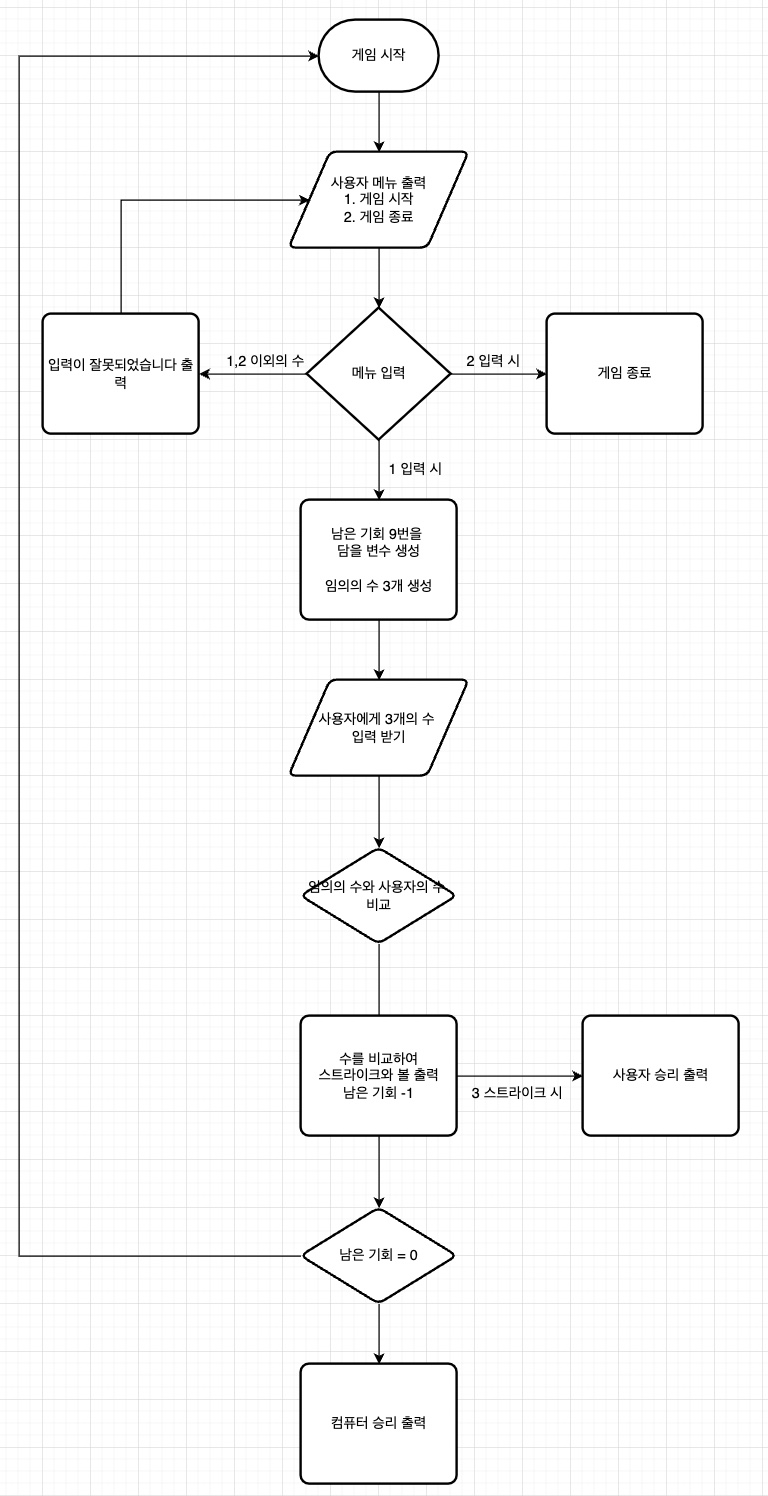 게임 시작
사용자 메뉴 출력
1. 게임 시작
2. 게임 종료
입력이 잘못되었습니다 출
력
1,2 이외의 수
메뉴 입력
2 입력 시
게임 종료
1 입력 시
남은 기회 9번을
담을 변수 생성
임의의 수 3개 생성
사용자에게 3개의 수
입력 받기
임의의 수와 사용자의 수
비교
수를 비교하여
스트라이크와 볼 출력
남은 기회 -1
3 스트라이크 시
사용자 승리 출력
남은 기회 = 0
컴퓨터 승리 출력